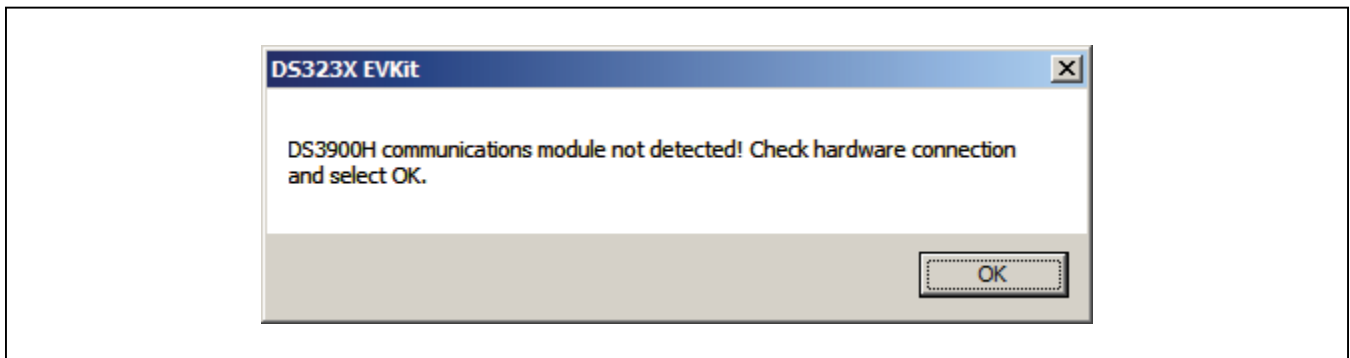 DS323X EVKit
DS3900H communications module not detected! Check hardware connection
and select OK.
OK